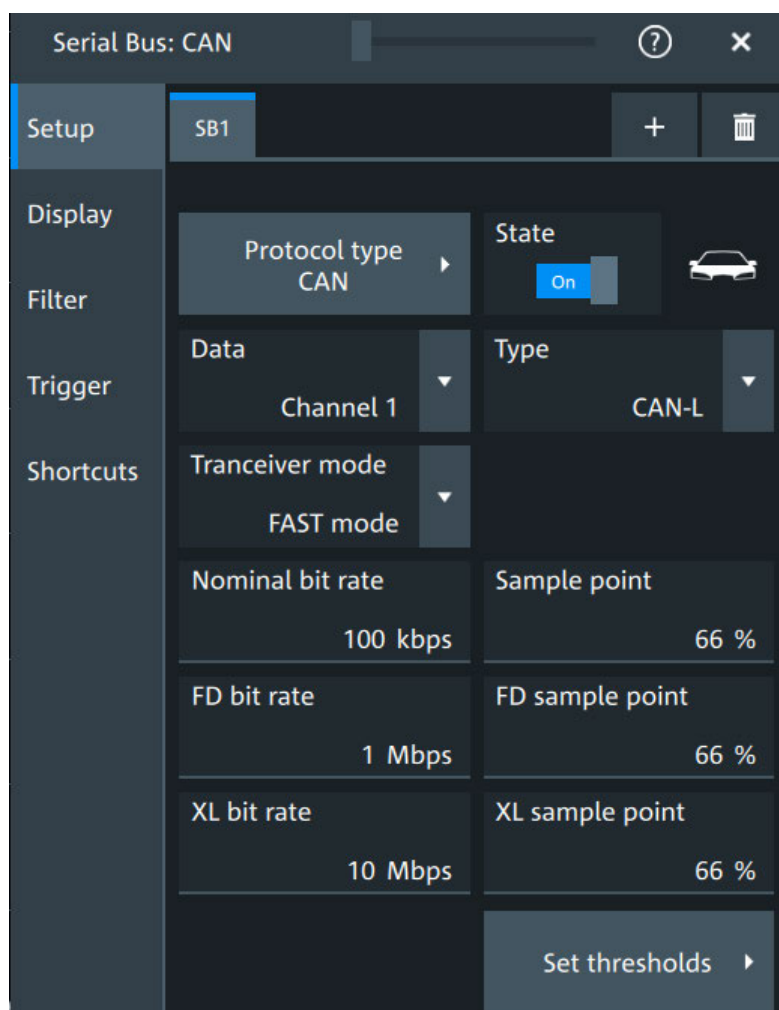 Serial Bus: CAN ? ×
Setup SB1 +
Display
Filter
Trigger
Shortcuts
Protocol type
CAN
State
On
Data
Channel 1
Type
CAN-L
Tranceiver mode
FAST mode
Nominal bit rate
100 kbps
Sample point
66 %
FD bit rate
1 Mbps
FD sample point
66 %
XL bit rate
10 Mbps
XL sample point
66 %
Set thresholds